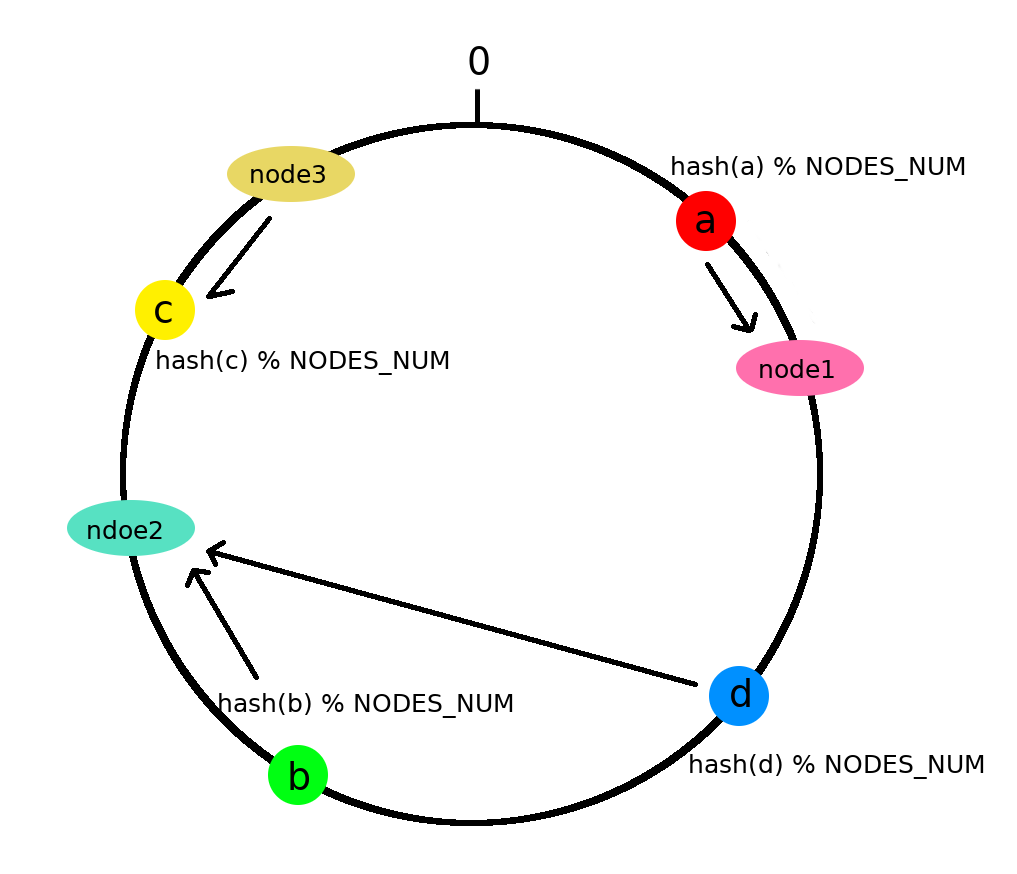 0
hash(a) % NODES_NUM
node3
a
c
hash(c) % NODES_NUM
node1
ndoe2
hash(b) % NODES_NUM
d
hash(d) % NODES_NUM
b